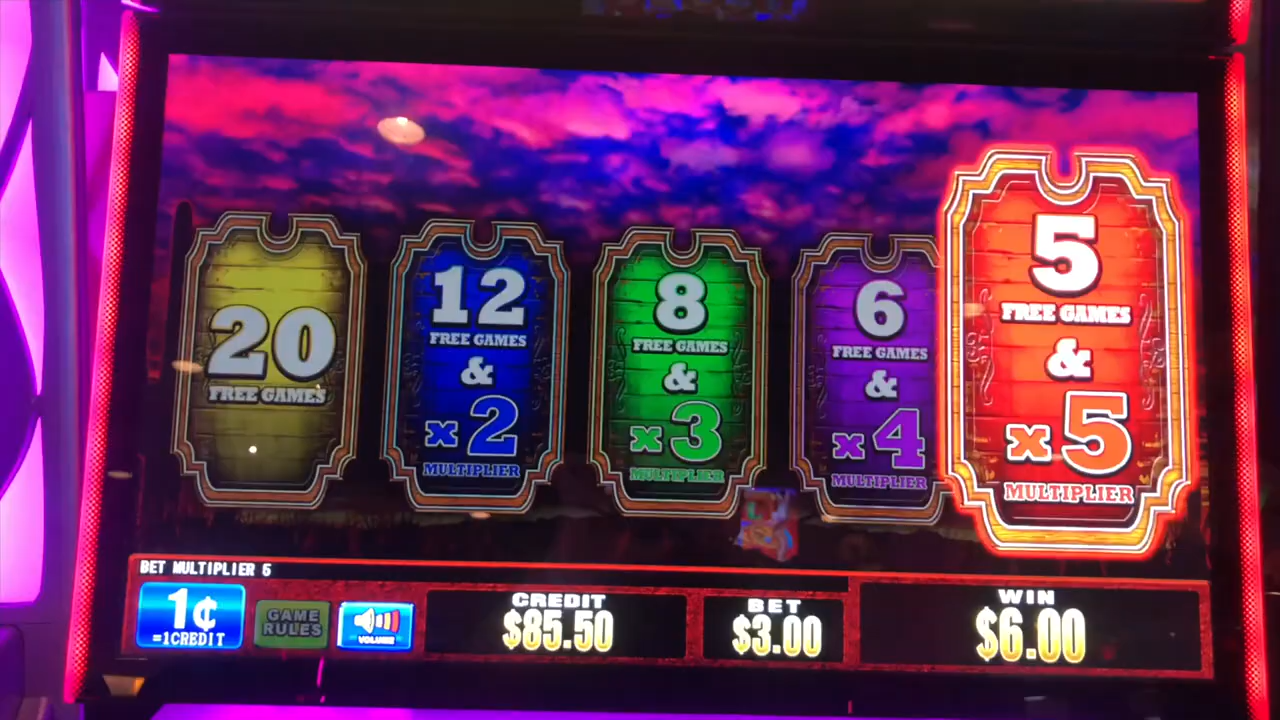 20
FREE GAMES
12
FREE GAMES
&
x2
MULTIPLIER
8
FREE GAMES
&
x3
MULTIPLIER
6
FREE GAMES
&
x4
MULTIPLIER
5
FREE GAMES
&
x5
MULTIPLIER
BET MULTIPLIER 5
1¢
=1CREDIT
GAME
RULES
VOLUME
CREDIT
$85.50
BET
$3.00
WIN
$6.00